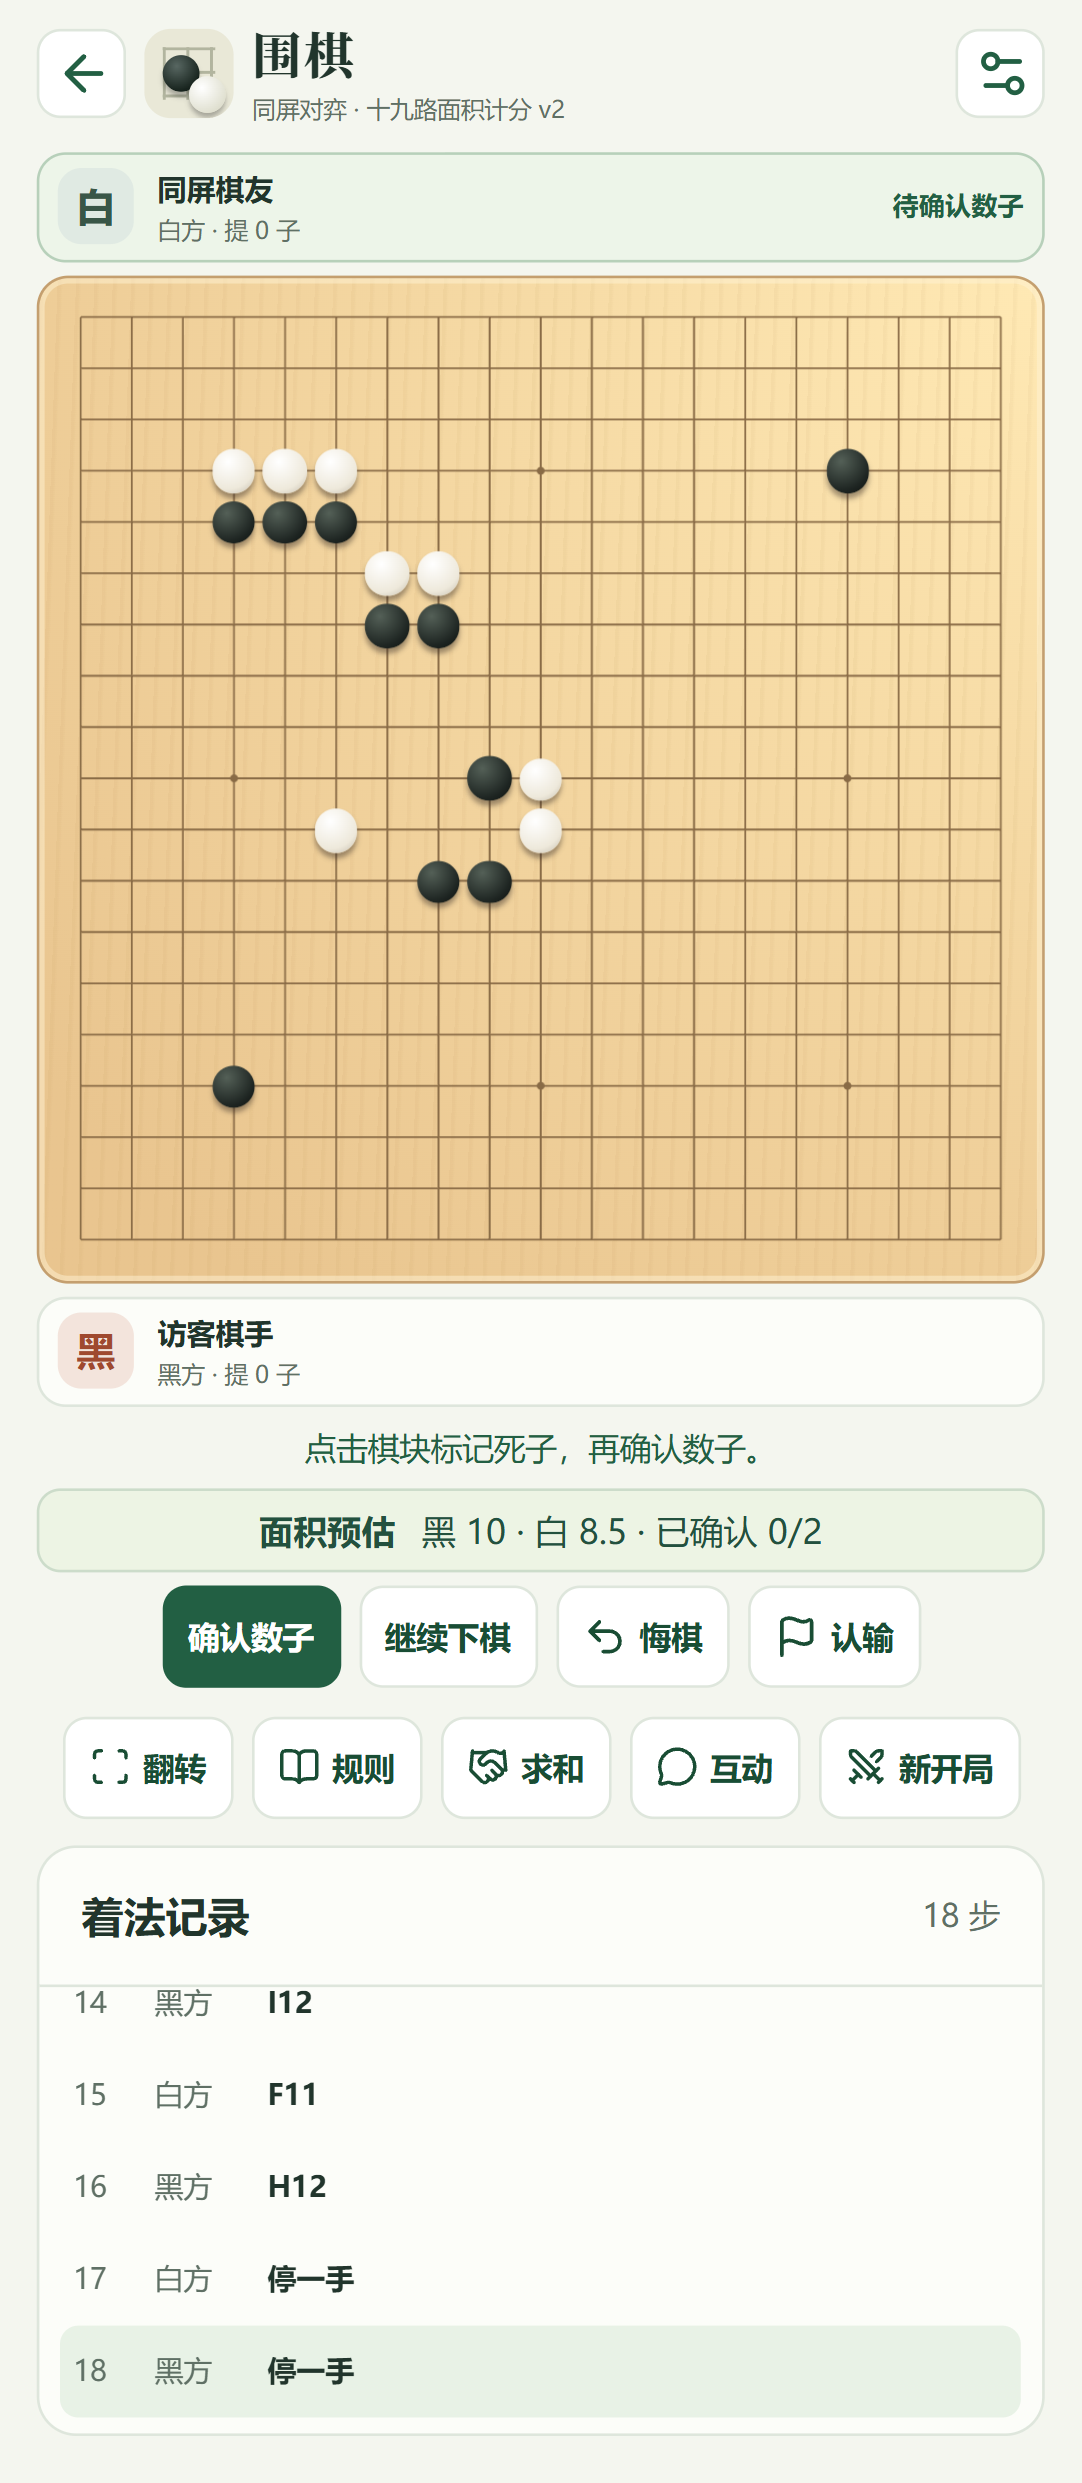 围棋
同屏对弈 · 十九路面积计分 v2
白
同屏棋友
白方 · 提 0 子
待确认数子
黑
访客棋手
黑方 · 提 0 子
点击棋块标记死子，再确认数子。
面积预估 黑 10 · 白 8.5 · 已确认 0/2
确认数子 继续下棋 悔棋 认输
翻转 规则 求和 互动 新开局
着法记录 18 步
14 黑方 I12
15 白方 F11
16 黑方 H12
17 白方 停一手
18 黑方 停一手